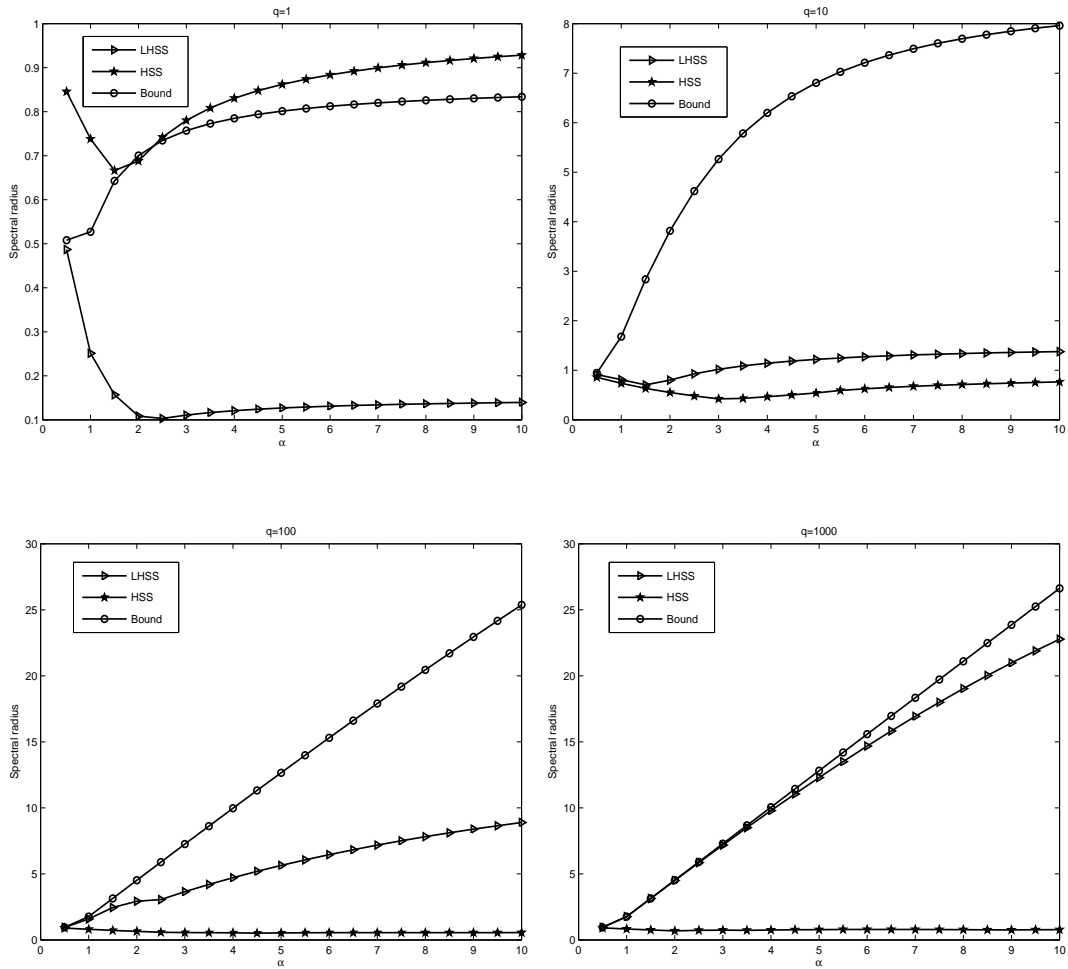 q=1
LHSS
HSS
Bound
Spectral radius
1
0.9
0.8
0.7
0.6
0.5
0.4
0.3
0.2
0.1
0 1 2 3 4 5 6 7 8 9 10
α
q=10
LHSS
HSS
Bound
Spectral radius
8
7
6
5
4
3
2
1
0
0 1 2 3 4 5 6 7 8 9 10
α
q=100
LHSS
HSS
Bound
Spectral radius
30
25
20
15
10
5
0
0 1 2 3 4 5 6 7 8 9 10
α
q=1000
LHSS
HSS
Bound
Spectral radius
30
25
20
15
10
5
0
0 1 2 3 4 5 6 7 8 9 10
α